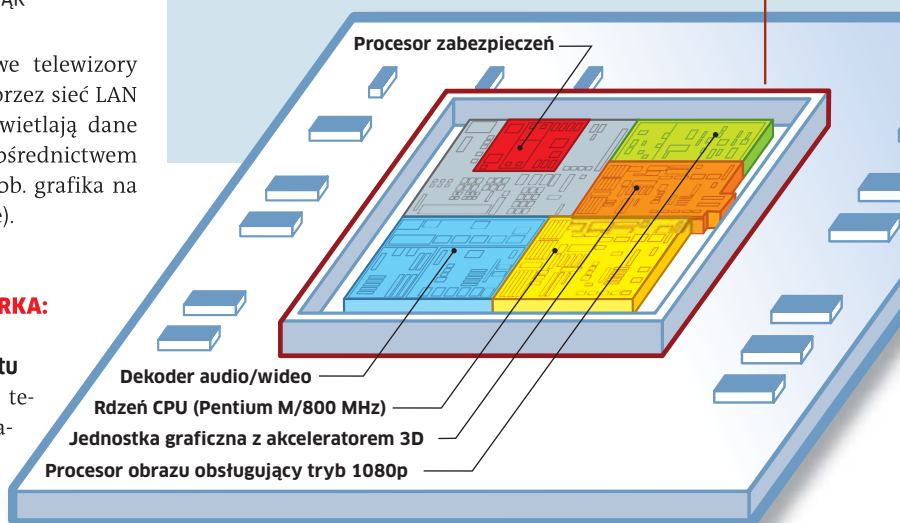 we telewizory
przez sieć LAN
wietlają dane
ośrednictwem
ob. grafika na
RKA:
tu
te-
Procesor zabezpieczeń
Dekoder audio/wideo
Rdzeń CPU (Pentium M/800 MHz)
Jednostka graficzna z akceleratorem 3D
Procesor obrazu obsługujący tryb 1080p